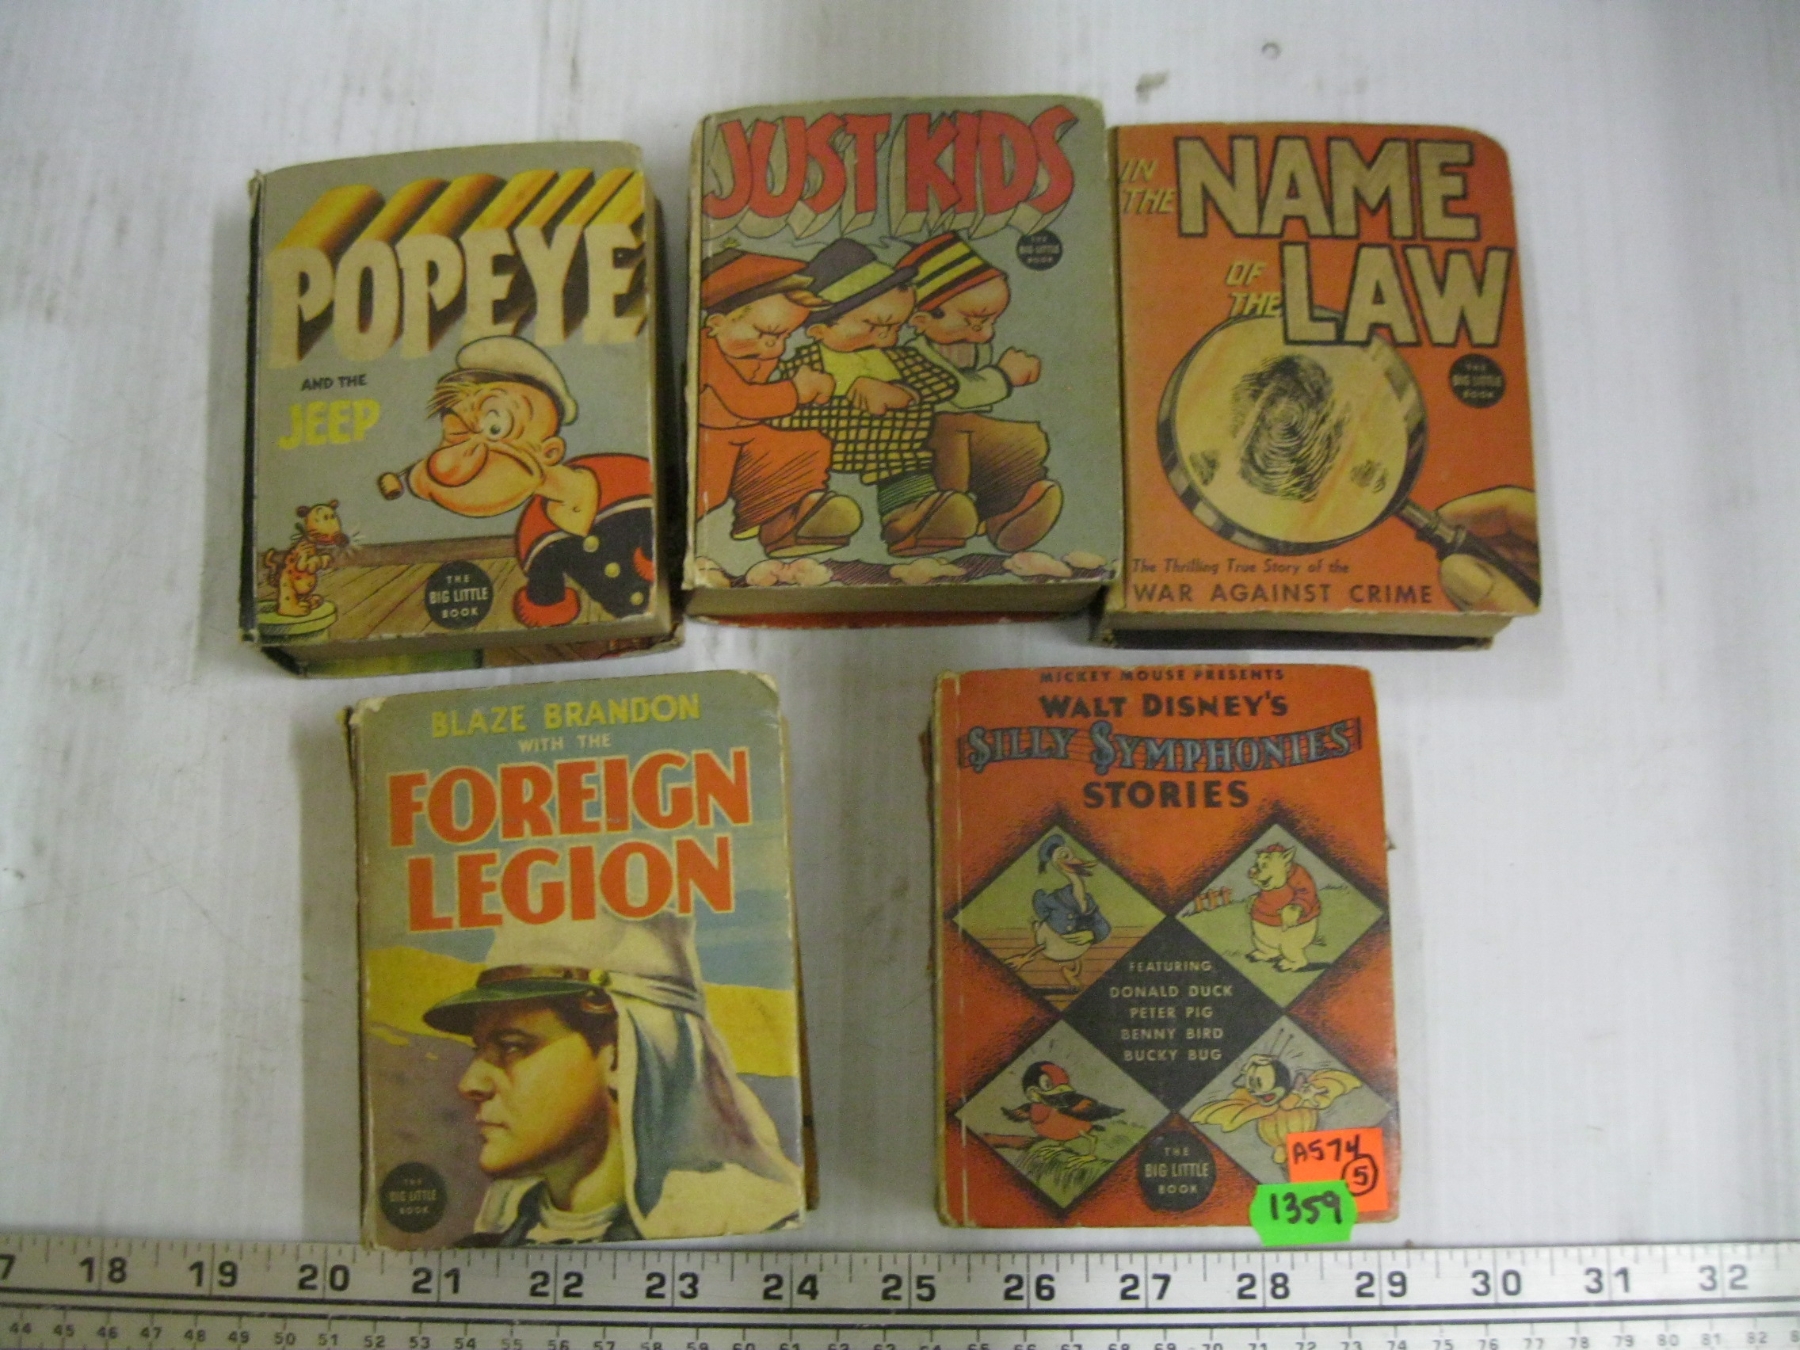 POPEYE
AND THE
JEEP
THE
BIG LITTLE
BOOK
JUST KIDS
THE
BIG LITTLE
BOOK
IN
THE
NAME
OF
THE
LAW
THE
BIG LITTLE
BOOK
The Thrilling True Story of the
WAR AGAINST CRIME
BLAZE BRANDON
WITH THE
FOREIGN
LEGION
THE
BIG LITTLE
BOOK
MICKEY MOUSE PRESENTS
WALT DISNEY'S
SILLY SYMPHONIES
STORIES
FEATURING
DONALD DUCK
PETER PIG
BENNY BIRD
BUCKY BUG
THE
BIG LITTLE
BOOK
A574
5
1359
7 18 19 20 21 22 23 24 25 26 27 28 29 30 31 32
44 45 46 47 48 49 50 51 52 53 54 55 56 57 58 59 60 61 62 63 64 65 66 67 68 69 70 71 72 73 74 75 76 77 78 79 80 81 82